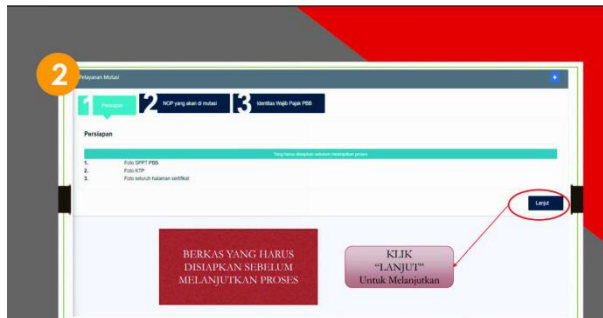 2
Pelayanan Mutasi
+
1 Persiapan
2 NOP yang akan di mutasi
3 Identitas Wajib Pajak PBB
Persiapan
Yang harus disiapkan sebelum melanjutkan proses
1. Foto SPPT PBB
2. Foto KTP
3. Foto seluruh halaman sertifikat
Lanjut
BERKAS YANG HARUS
DISIAPKAN SEBELUM
MELANJUTKAN PROSES
KLIK
"LANJUT"
Untuk Melanjutkan